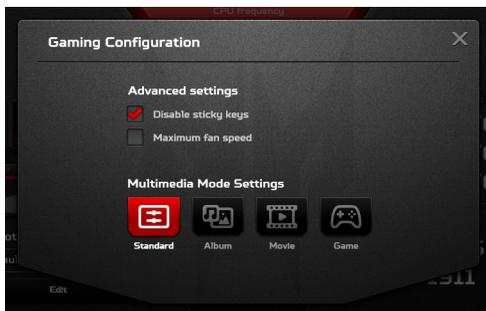 CPU frequency
Gaming Configuration
Advanced settings
Disable sticky keys
Maximum fan speed
Multimedia Mode Settings
Standard Album Movie Game
Edit